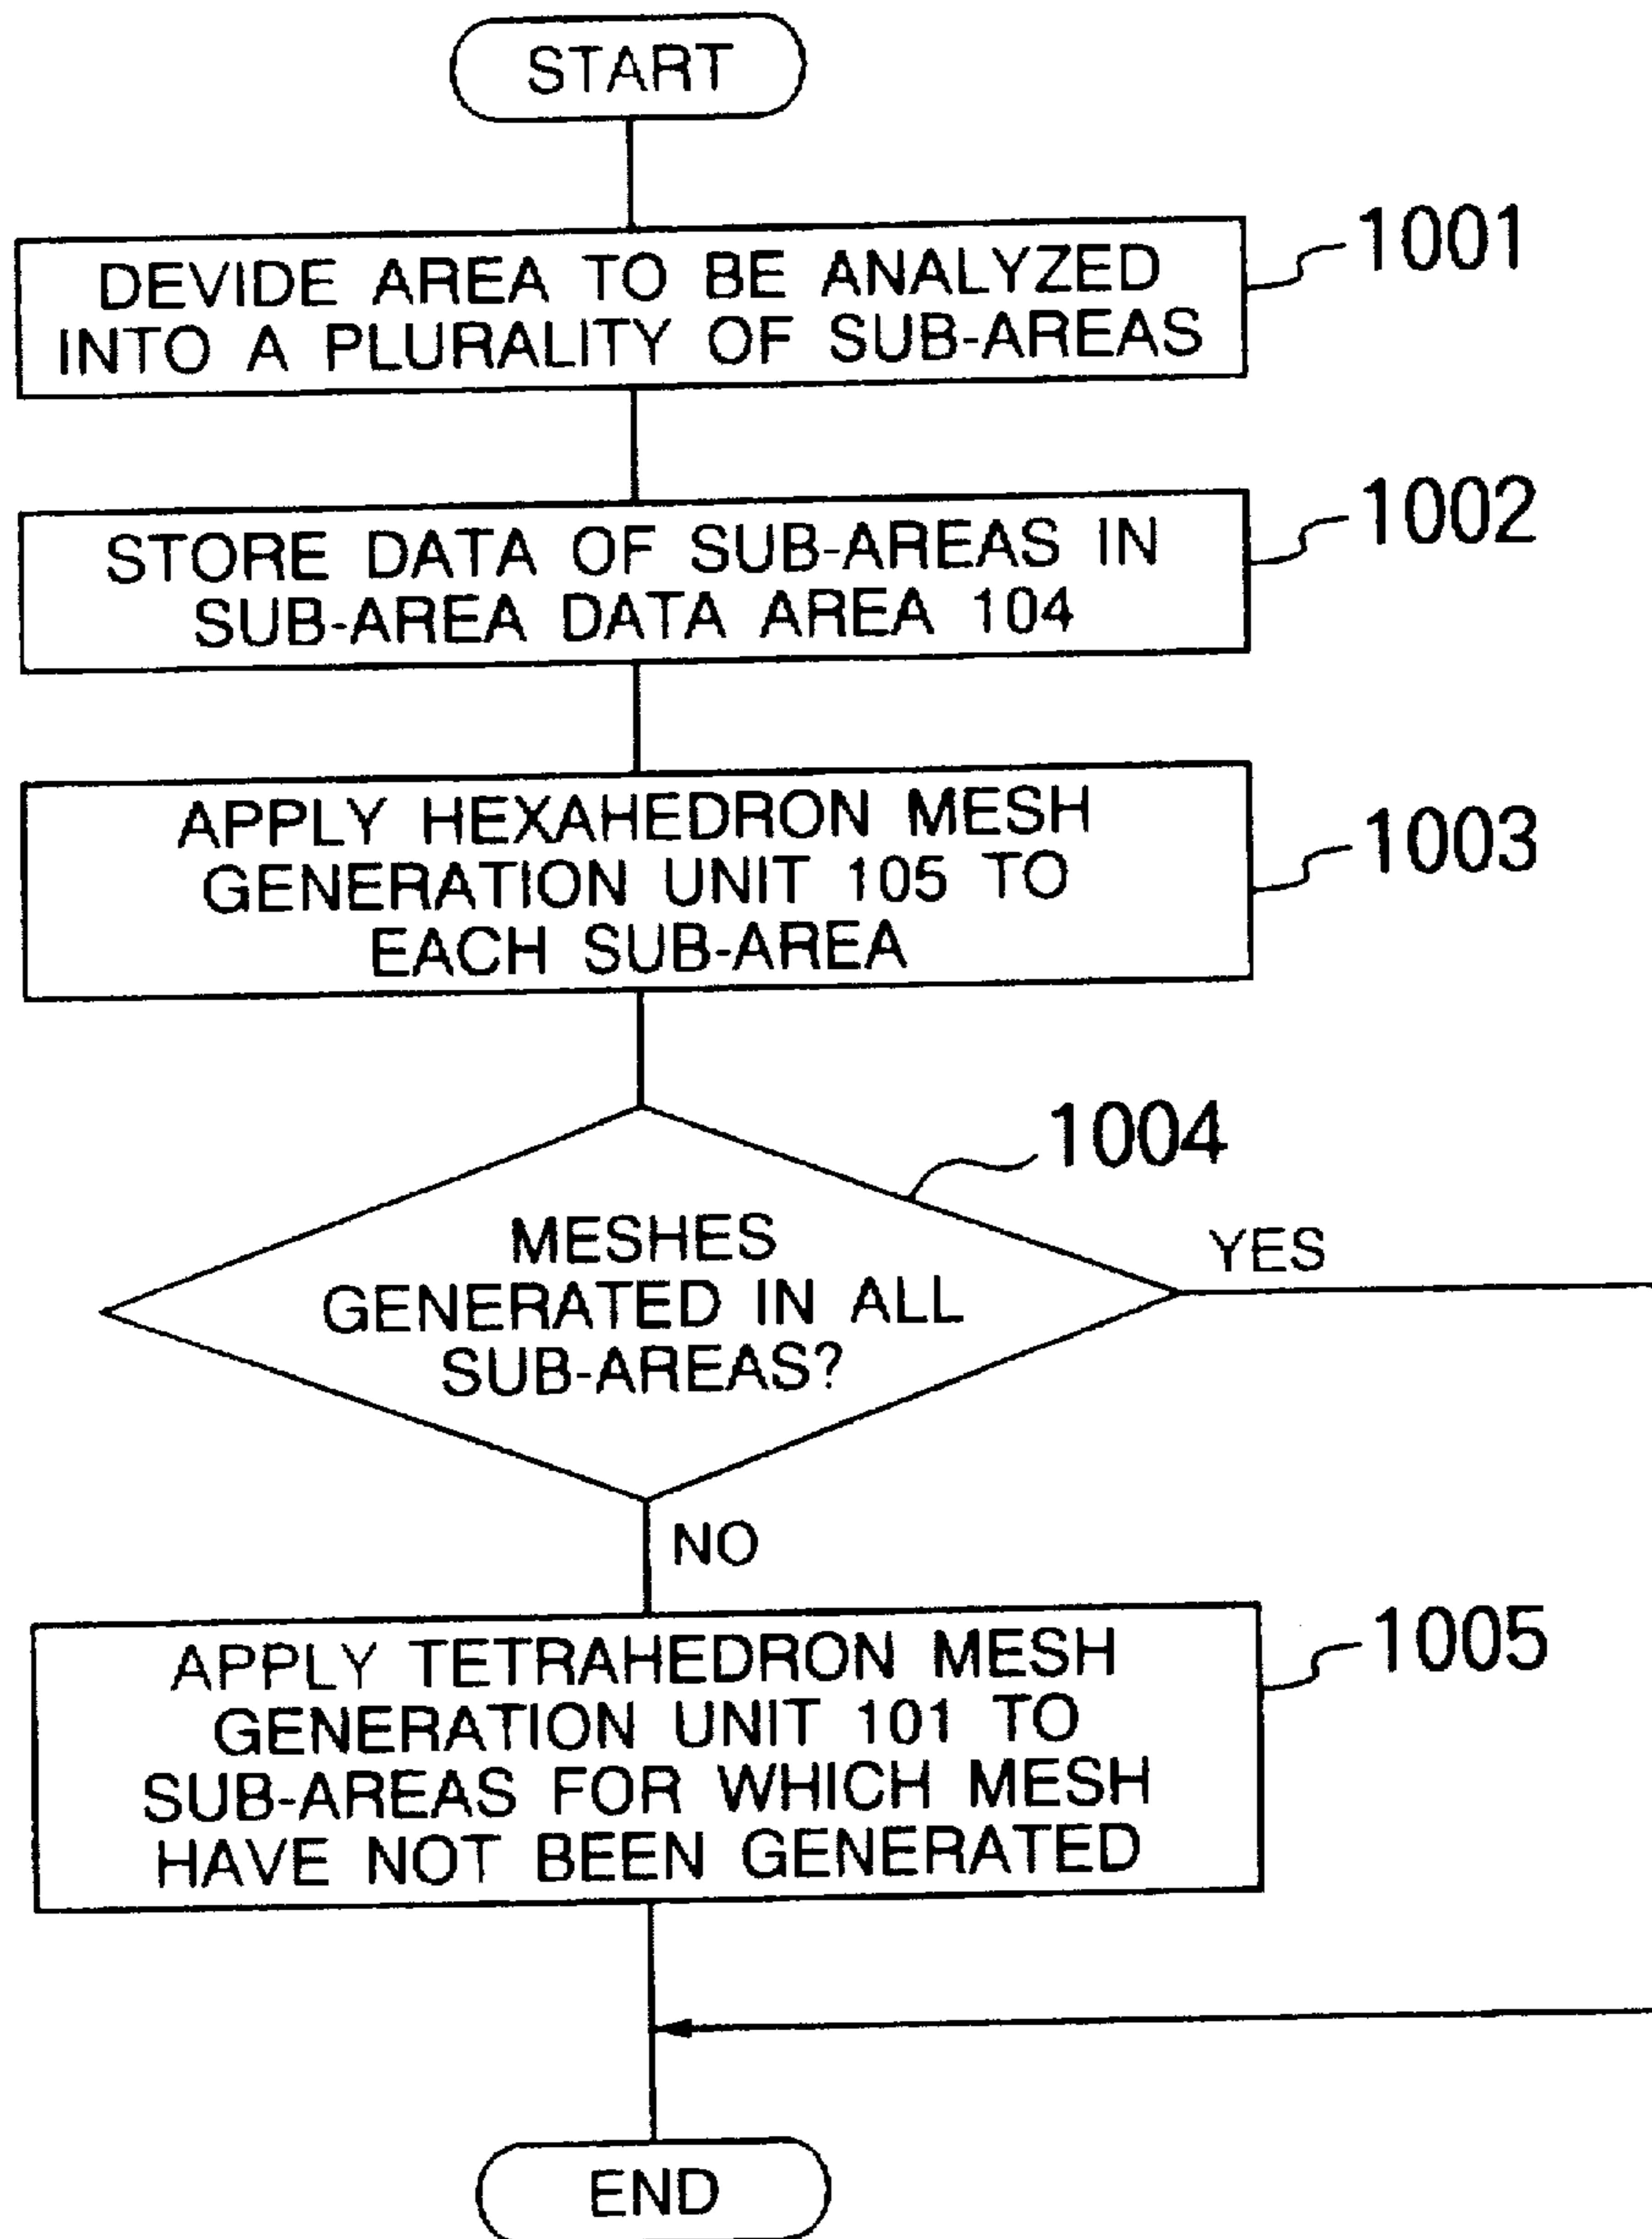 START
DEVIDE AREA TO BE ANALYZED
INTO A PLURALITY OF SUB-AREAS
1001
STORE DATA OF SUB-AREAS IN
SUB-AREA DATA AREA 104
1002
APPLY HEXAHEDRON MESH
GENERATION UNIT 105 TO
EACH SUB-AREA
1003
1004
MESHES
GENERATED IN ALL
SUB-AREAS?
YES
NO
APPLY TETRAHEDRON MESH
GENERATION UNIT 101 TO
SUB-AREAS FOR WHICH MESH
HAVE NOT BEEN GENERATED
1005
END